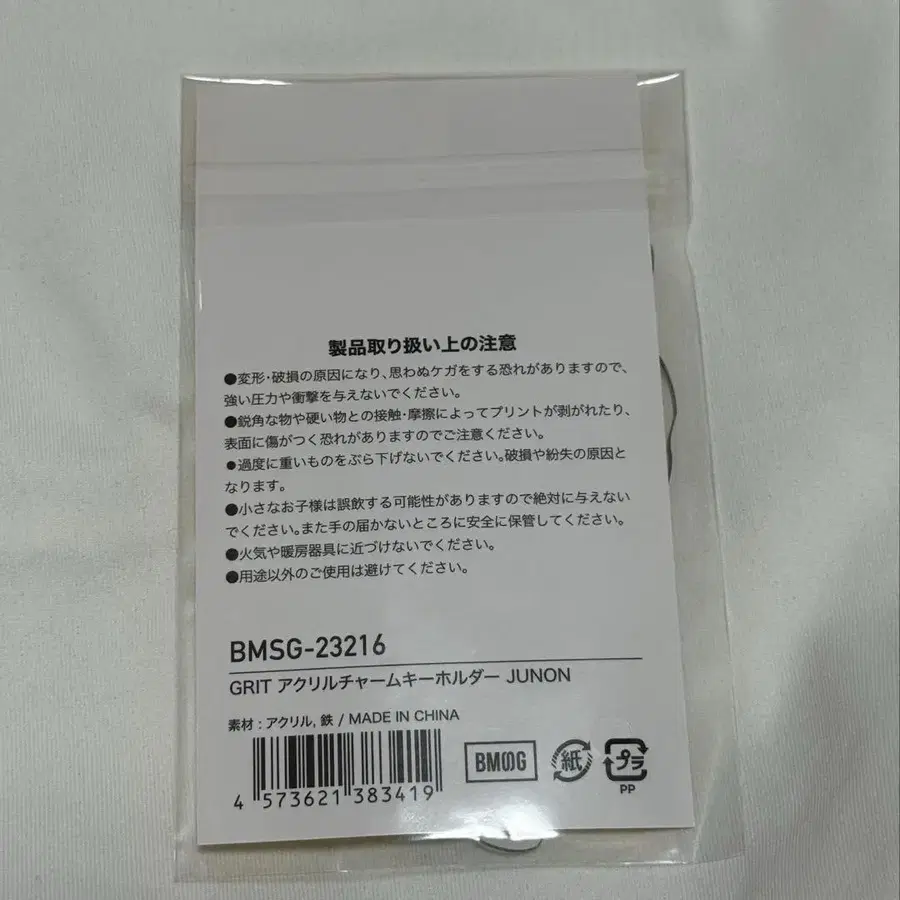 製品取り扱い上の注意
●変形・破損の原因になり、思わぬケガをする恐れがありますので、
強い圧力や衝撃を与えないでください。
●鋭角な物や硬い物との接触・摩擦によってプリントが剥がれたり、
表面に傷がつく恐れがありますのでご注意ください。
●過度に重いものをぶら下げないでください。破損や紛失の原因と
なります。
●小さなお子様は誤飲する可能性がありますので絶対に与えない
でください。また手の届かないところに安全に保管してください。
●火気や暖房器具に近づけないでください。
●用途以外のご使用は避けてください。
BMSG-23216
GRIT アクリルチャームキーホルダー JUNON
素材 : アクリル, 鉄 / MADE IN CHINA
4 573621 383419
BMSG
紙
プラ
PP